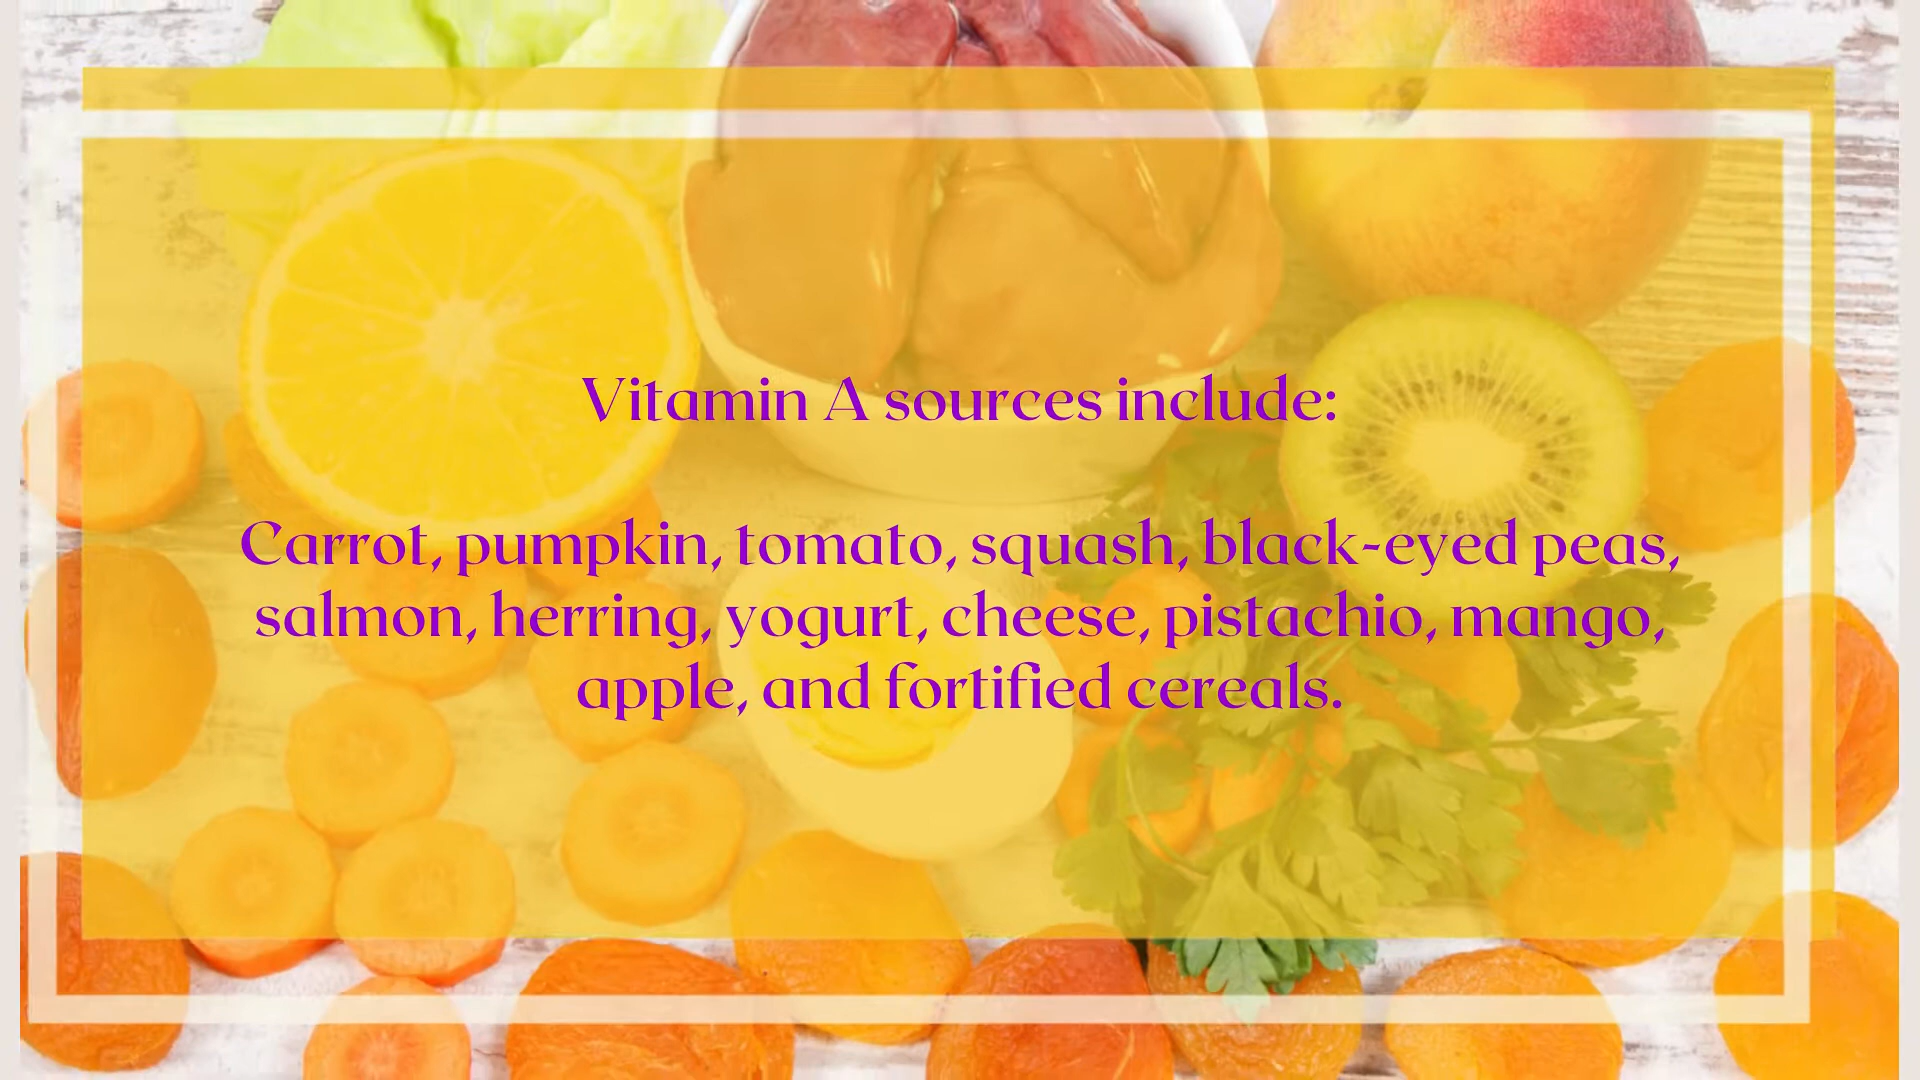 Vitamin A sources include:
Carrot, pumpkin, tomato, squash, black-eyed peas,
salmon, herring, yogurt, cheese, pistachio, mango,
apple, and fortified cereals.